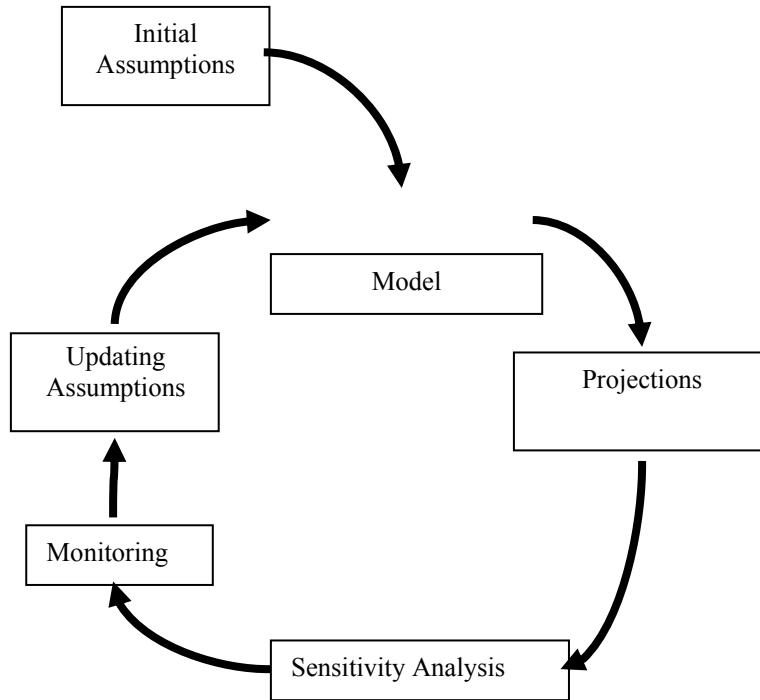 Initial
Assumptions
Model
Updating
Assumptions
Projections
Monitoring
Sensitivity Analysis